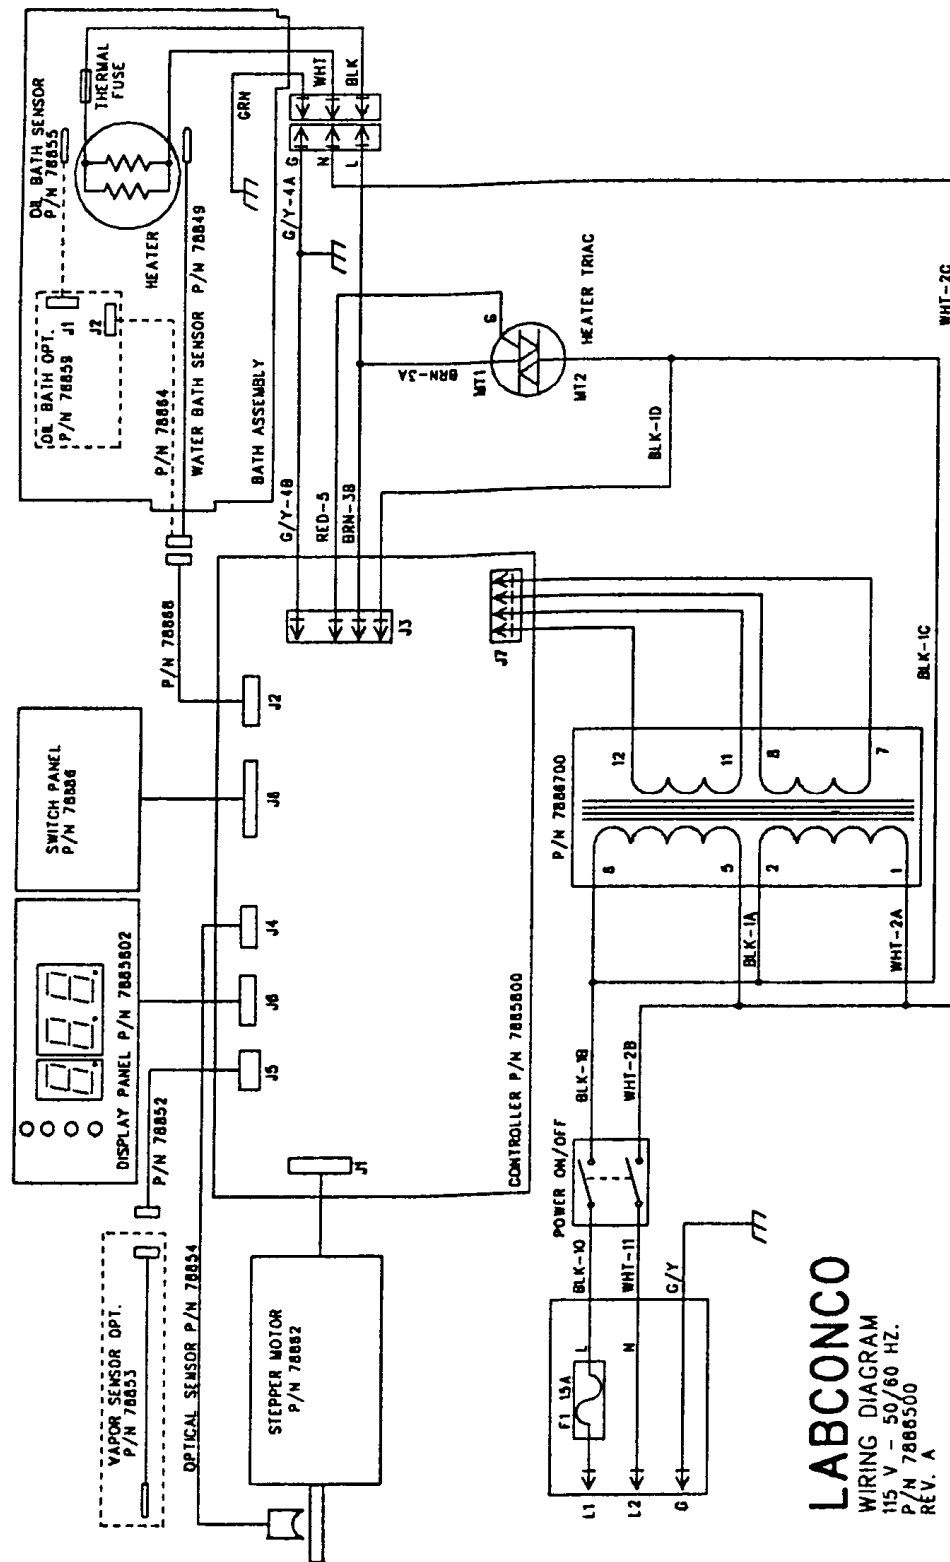 OIL BATH SENSOR
P/N 78855
THERMAL
FUSE
OIL BATH OPT.
P/N 78859
J1
J2
HEATER
P/N 78864
WATER BATH SENSOR P/N 78849
BATH ASSEMBLY
GRN
WHT
BLK
G
N
L
G/Y-4A
G/Y-4B
RED-5
BRN-3B
BRN-3A
MT1
MT2
G
HEATER TRIAC
BLK-1D
WHT-2C
P/N 78888
SWITCH PANEL
P/N 78886
DISPLAY PANEL P/N 7885802
P/N 78852
VAPOR SENSOR OPT.
P/N 78853
OPTICAL SENSOR P/N 78854
STEPPER MOTOR
P/N 78882
J1
J5
J6
J4
J8
J2
J3
J7
CONTROLLER P/N 7885800
P/N 7886700
12
11
8
7
6
5
2
1
BLK-1C
BLK-1A
WHT-2A
BLK-1B
WHT-2B
POWER ON/OFF
BLK-10
WHT-11
G/Y
F1 15A
L
N
L1
L2
G
LABCONCO
WIRING DIAGRAM
115 V - 50/60 HZ.
P/N 7886500
REV. A